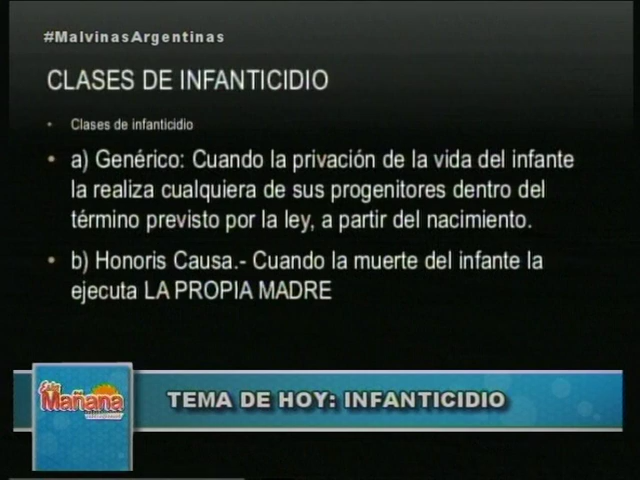 #MalvinasArgentinas
CLASES DE INFANTICIDIO
• Clases de infanticidio
• a) Genérico: Cuando la privación de la vida del infante
la realiza cualquiera de sus progenitores dentro del
término previsto por la ley, a partir del nacimiento.
• b) Honoris Causa.- Cuando la muerte del infante la
ejecuta LA PROPIA MADRE
Mañana
TEMA DE HOY: INFANTICIDIO